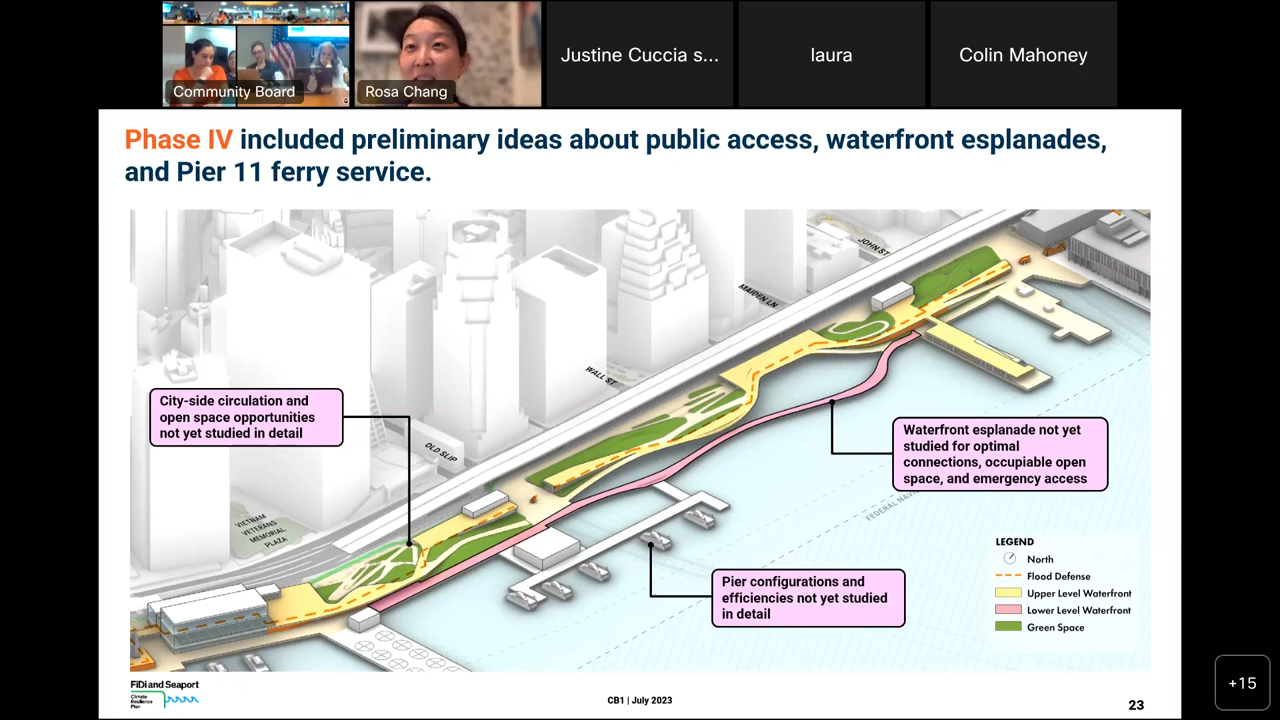 Community Board
Rosa Chang
Justine Cuccia s...
laura
Colin Mahoney
Phase IV included preliminary ideas about public access, waterfront esplanades,
and Pier 11 ferry service.
JOHN ST
MAIDEN LN
WALL ST
City-side circulation and
open space opportunities
not yet studied in detail
OLD SLIP
Waterfront esplanade not yet
studied for optimal
connections, occupiable open
space, and emergency access
VIETNAM
VETERANS
MEMORIAL
PLAZA
Pier configurations and
efficiencies not yet studied
in detail
LEGEND
North
Flood Defense
Upper Level Waterfront
Lower Level Waterfront
Green Space
FiDi and Seaport
Climate
Resilience
Plan
CB1 | July 2023
23
+15